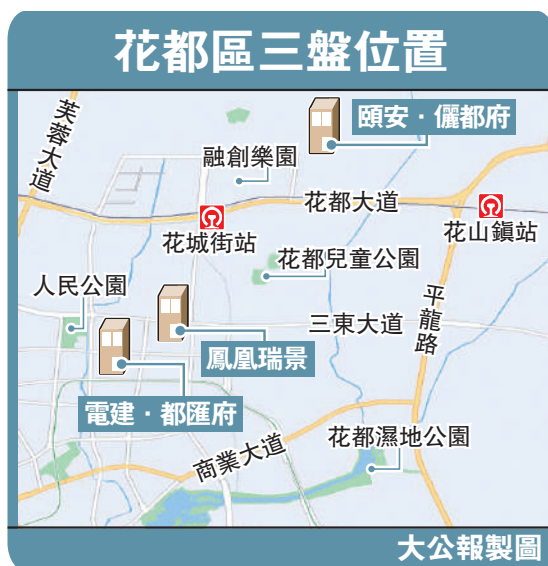 花都區三盤位置
芙蓉大道
頤安·儷都府
融創樂園
花都大道
花城街站
花山鎮站
花都兒童公園
人民公園
平龍路
三東大道
鳳凰瑞景
電建·都匯府
花都濕地公園
商業大道
大公報製圖